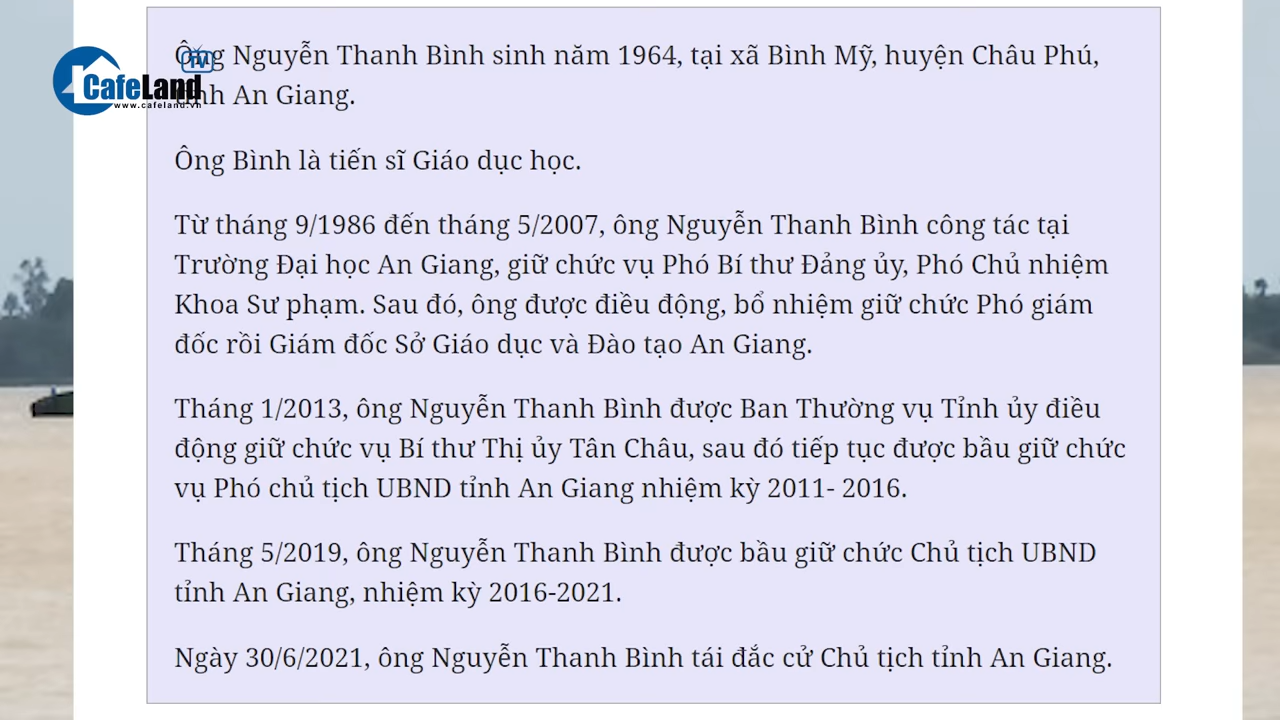 Ông Nguyễn Thanh Bình sinh năm 1964, tại xã Bình Mỹ, huyện Châu Phú,
tỉnh An Giang.
TV
CafeLand
www.cafeland.vn
Ông Bình là tiến sĩ Giáo dục học.
Từ tháng 9/1986 đến tháng 5/2007, ông Nguyễn Thanh Bình công tác tại
Trường Đại học An Giang, giữ chức vụ Phó Bí thư Đảng ủy, Phó Chủ nhiệm
Khoa Sư phạm. Sau đó, ông được điều động, bổ nhiệm giữ chức Phó giám
đốc rồi Giám đốc Sở Giáo dục và Đào tạo An Giang.
Tháng 1/2013, ông Nguyễn Thanh Bình được Ban Thường vụ Tỉnh ủy điều
động giữ chức vụ Bí thư Thị ủy Tân Châu, sau đó tiếp tục được bầu giữ chức
vụ Phó chủ tịch UBND tỉnh An Giang nhiệm kỳ 2011- 2016.
Tháng 5/2019, ông Nguyễn Thanh Bình được bầu giữ chức Chủ tịch UBND
tỉnh An Giang, nhiệm kỳ 2016-2021.
Ngày 30/6/2021, ông Nguyễn Thanh Bình tái đắc cử Chủ tịch tỉnh An Giang.